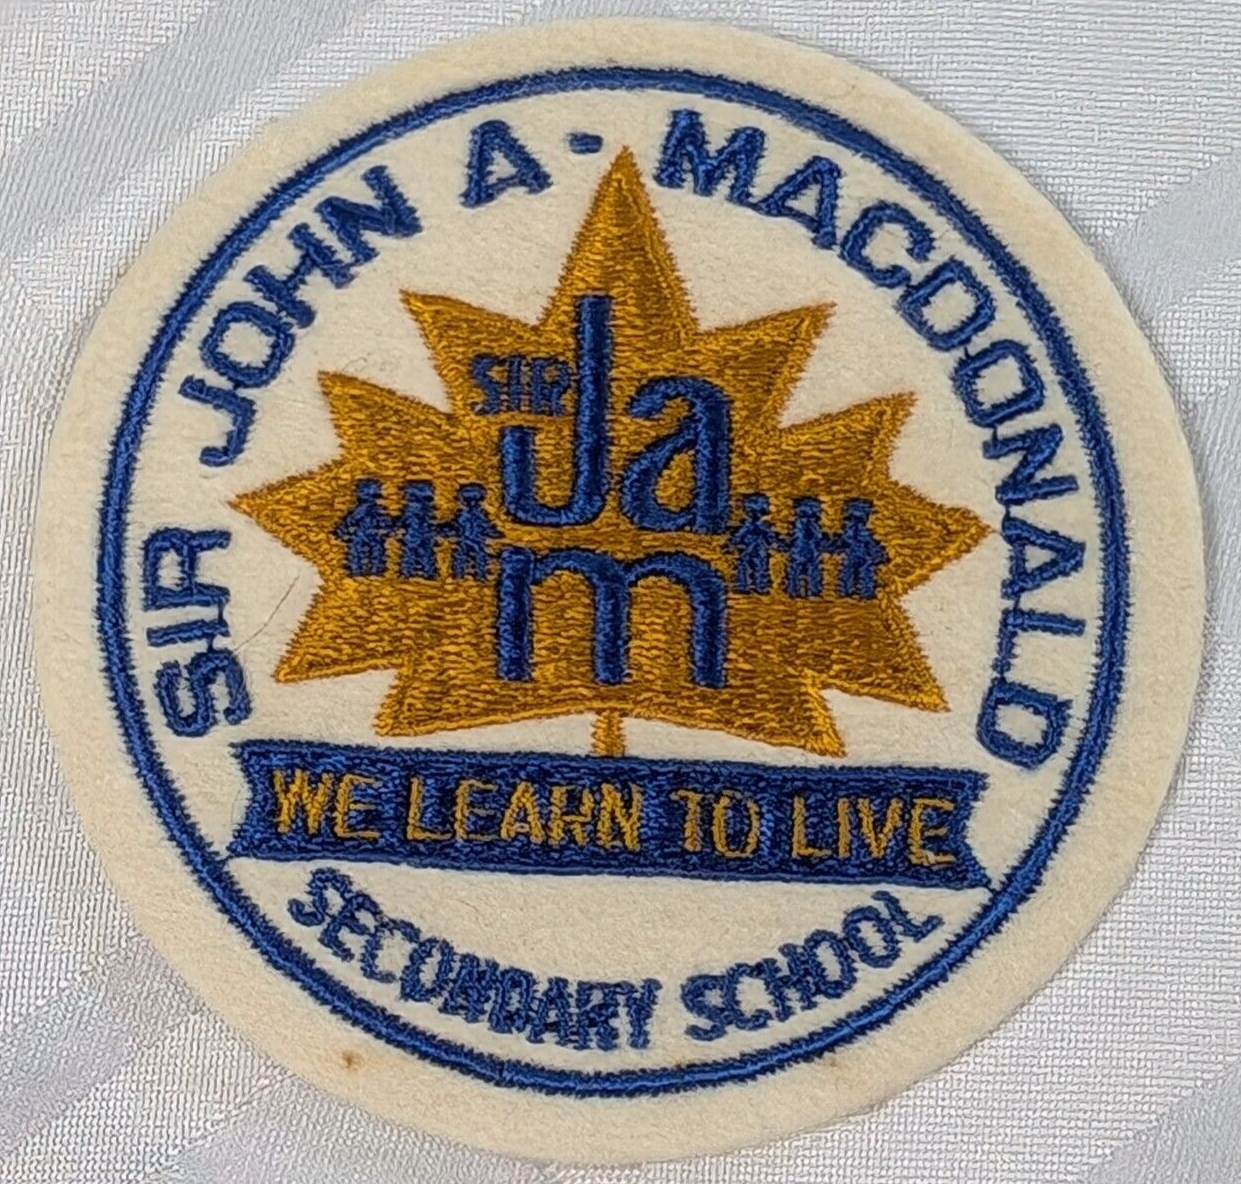 SIR JOHN A. MACDONALD
SIR
Ja
m
WE LEARN TO LIVE
SECONDARY SCHOOL